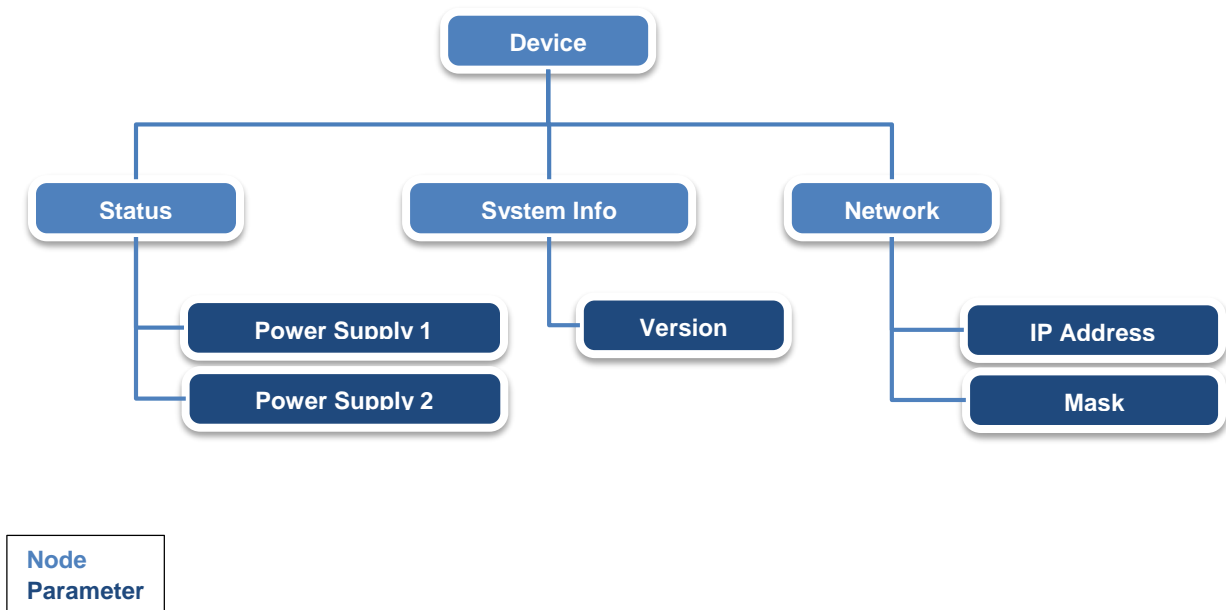 Device
Status
System Info
Network
Power Supply 1
Version
IP Address
Power Supply 2
Mask
Node
Parameter